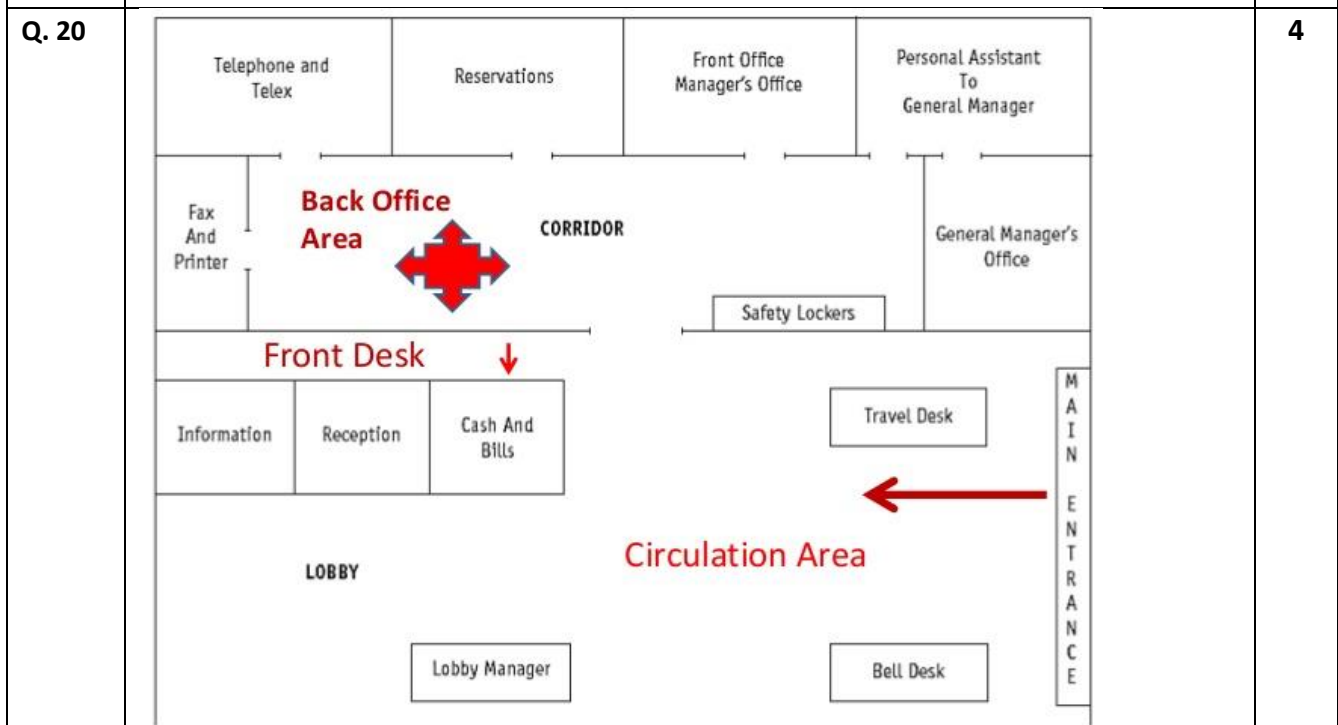 Q. 20
4
Telephone and
Telex
Reservations
Front Office
Manager's Office
Personal Assistant
To
General Manager
Fax
And
Printer
Back Office
Area
CORRIDOR
General Manager's
Office
Safety Lockers
Front Desk
Information
Reception
Cash And
Bills
Travel Desk
MAIN ENTRANCE
Circulation Area
LOBBY
Lobby Manager
Bell Desk